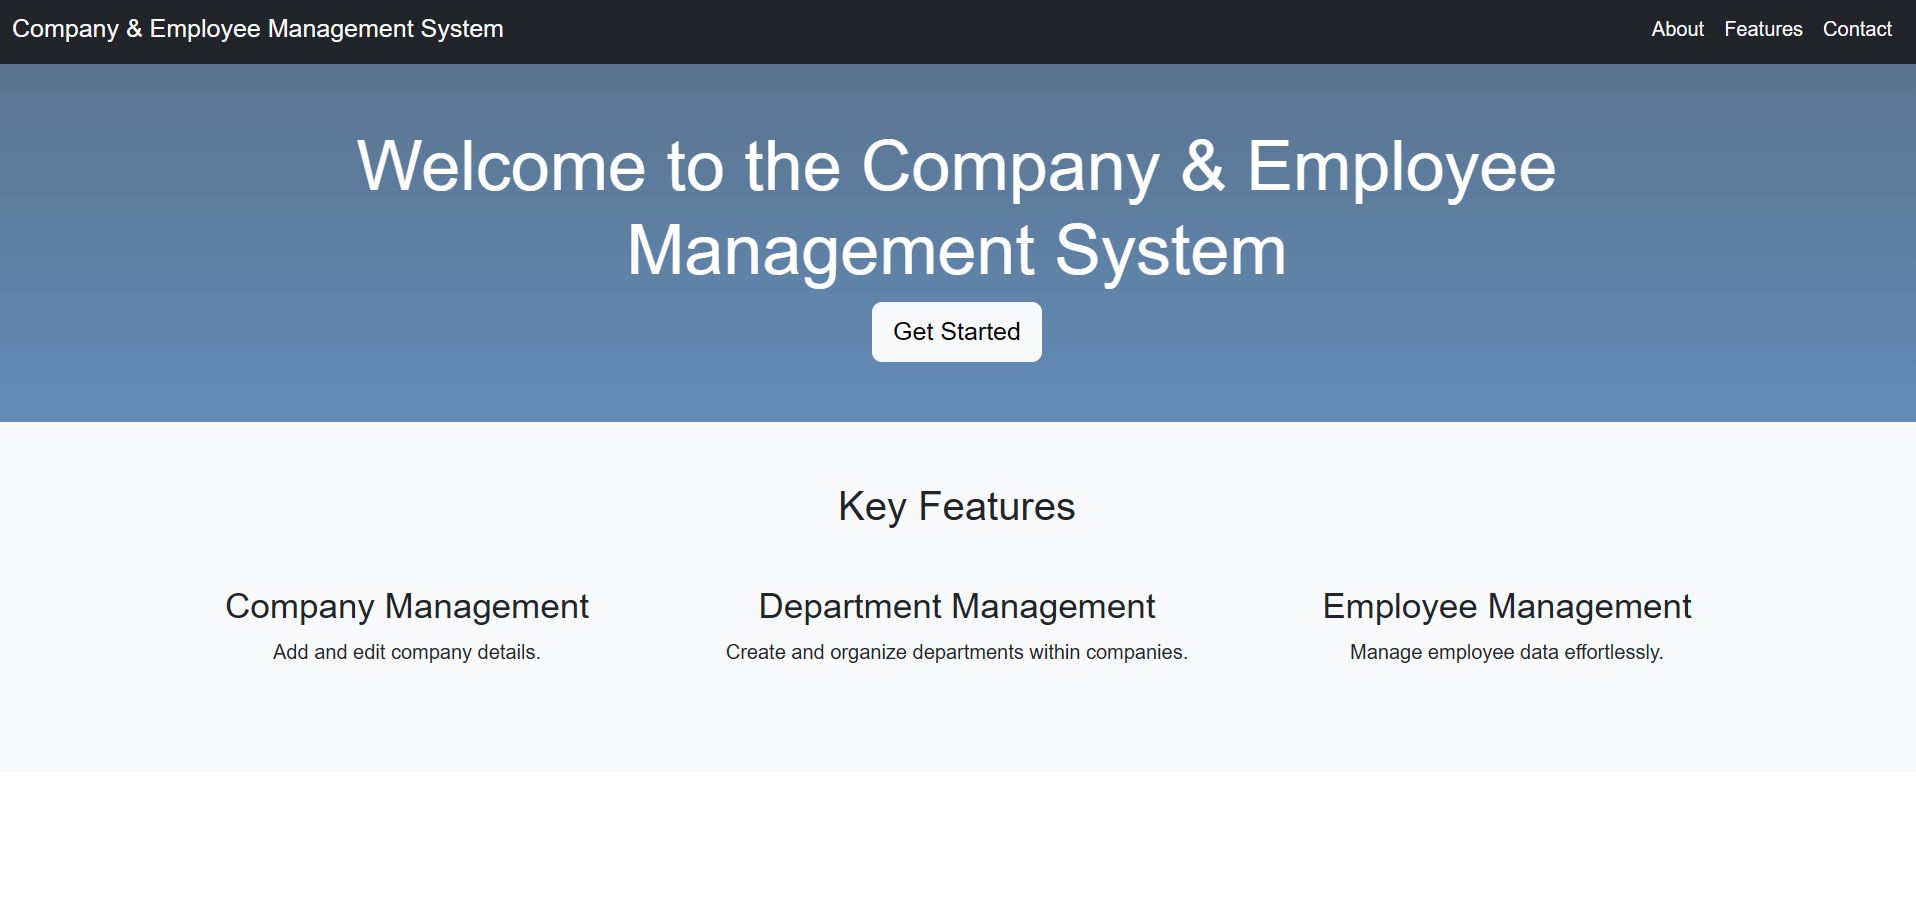 Company & Employee Management System
About Features Contact
Welcome to the Company & Employee
Management System
Get Started
Key Features
Company Management
Add and edit company details.
Department Management
Create and organize departments within companies.
Employee Management
Manage employee data effortlessly.